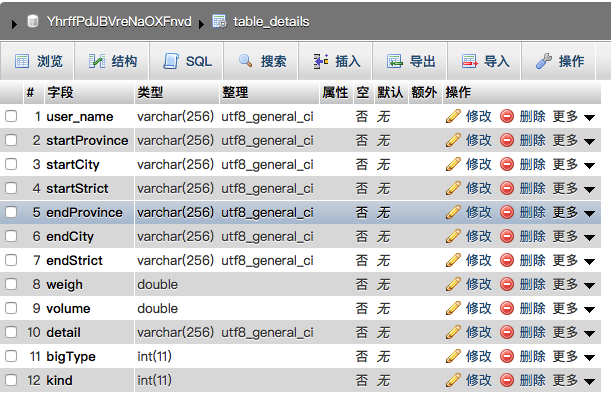 YhrffPdJBVreNaOXFnvd table_details
浏览 结构 SQL 搜索 插入 导出 导入 操作
# 字段 类型 整理 属性 空 默认 额外 操作
1 user_name varchar(256) utf8_general_ci 否 无 修改 删除 更多
2 startProvince varchar(256) utf8_general_ci 否 无 修改 删除 更多
3 startCity varchar(256) utf8_general_ci 否 无 修改 删除 更多
4 startStrict varchar(256) utf8_general_ci 否 无 修改 删除 更多
5 endProvince varchar(256) utf8_general_ci 否 无 修改 删除 更多
6 endCity varchar(256) utf8_general_ci 否 无 修改 删除 更多
7 endStrict varchar(256) utf8_general_ci 否 无 修改 删除 更多
8 weigh double 否 无 修改 删除 更多
9 volume double 否 无 修改 删除 更多
10 detail varchar(256) utf8_general_ci 否 无 修改 删除 更多
11 bigType int(11) 否 无 修改 删除 更多
12 kind int(11) 否 无 修改 删除 更多